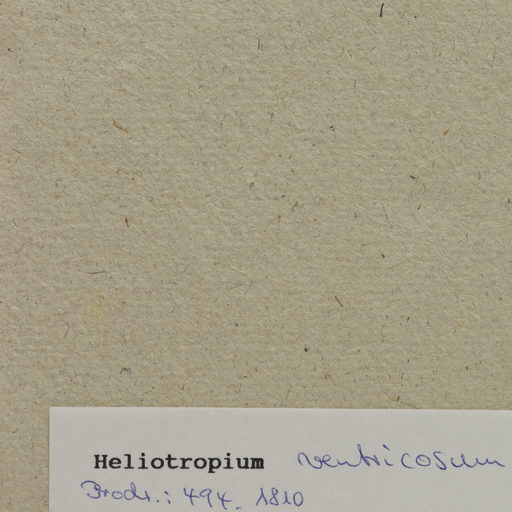 Heliotropium ventricosum
Prodr.: 494. 1810